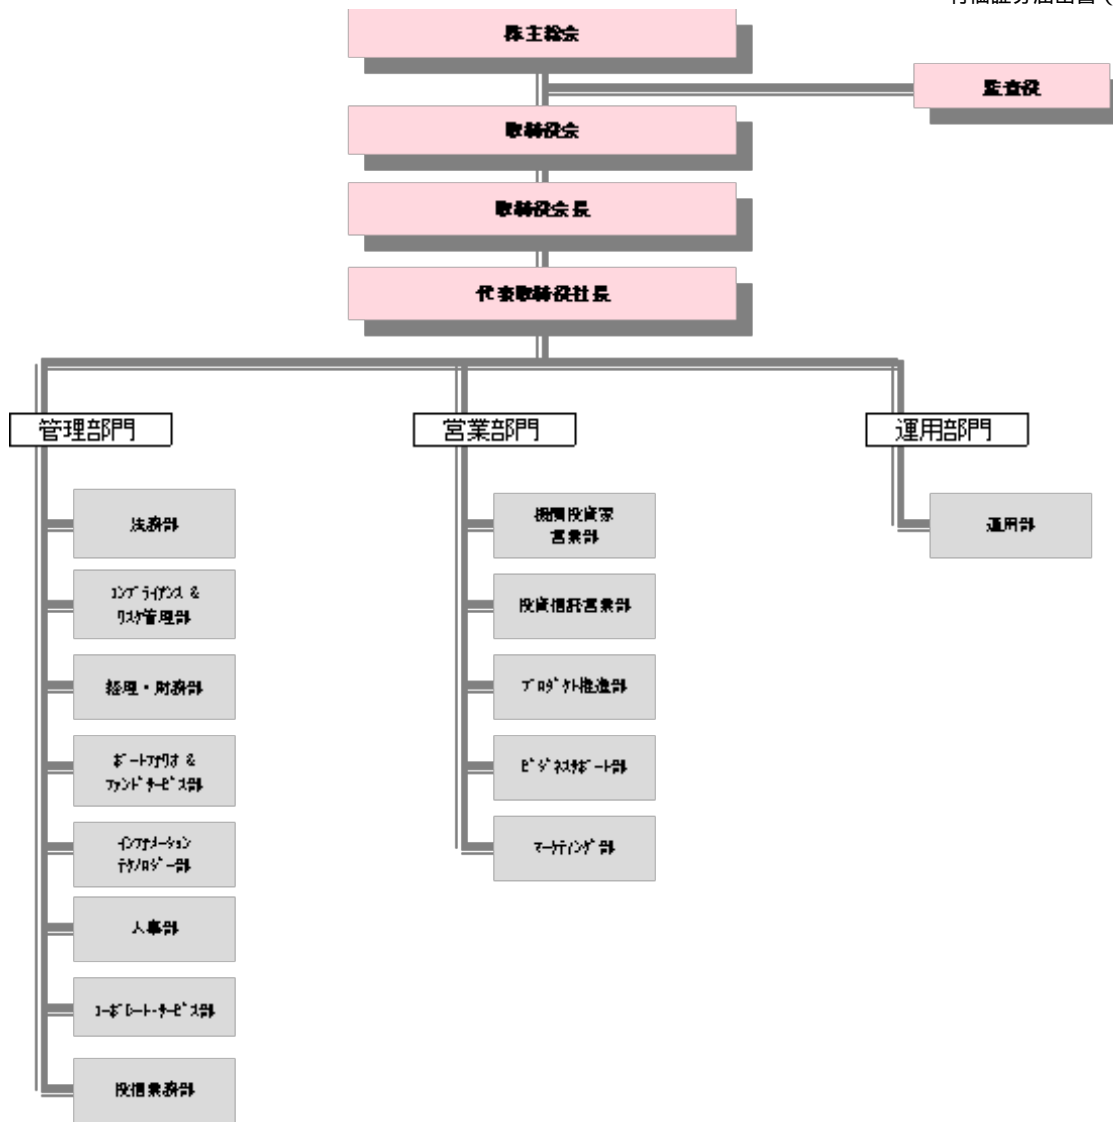 有価証券届出書（
株主総会
監査役
取締役会
取締役会長
代表取締役社長
管理部門
営業部門
運用部門
法務部
機関投資家
営業部
運用部
ｺﾝﾌﾟﾗｲｱﾝｽ &
ﾘｽｸ管理部
投資信託営業部
経理・財務部
ﾌﾟﾛﾀﾞｸﾄ推進部
ﾎﾟｰﾄﾌｫﾘｵ &
ﾌｧﾝﾄﾞｻｰﾋﾞｽ部
ﾋﾞｼﾞﾈｽｻﾎﾟｰﾄ部
ｲﾝﾌｫﾒｰｼｮﾝ
ﾃｸﾉﾛｼﾞｰ部
ﾏｰｹﾃｨﾝｸﾞ部
人事部
ｺｰﾎﾟﾚｰﾄ･ｻｰﾋﾞｽ部
投信業務部